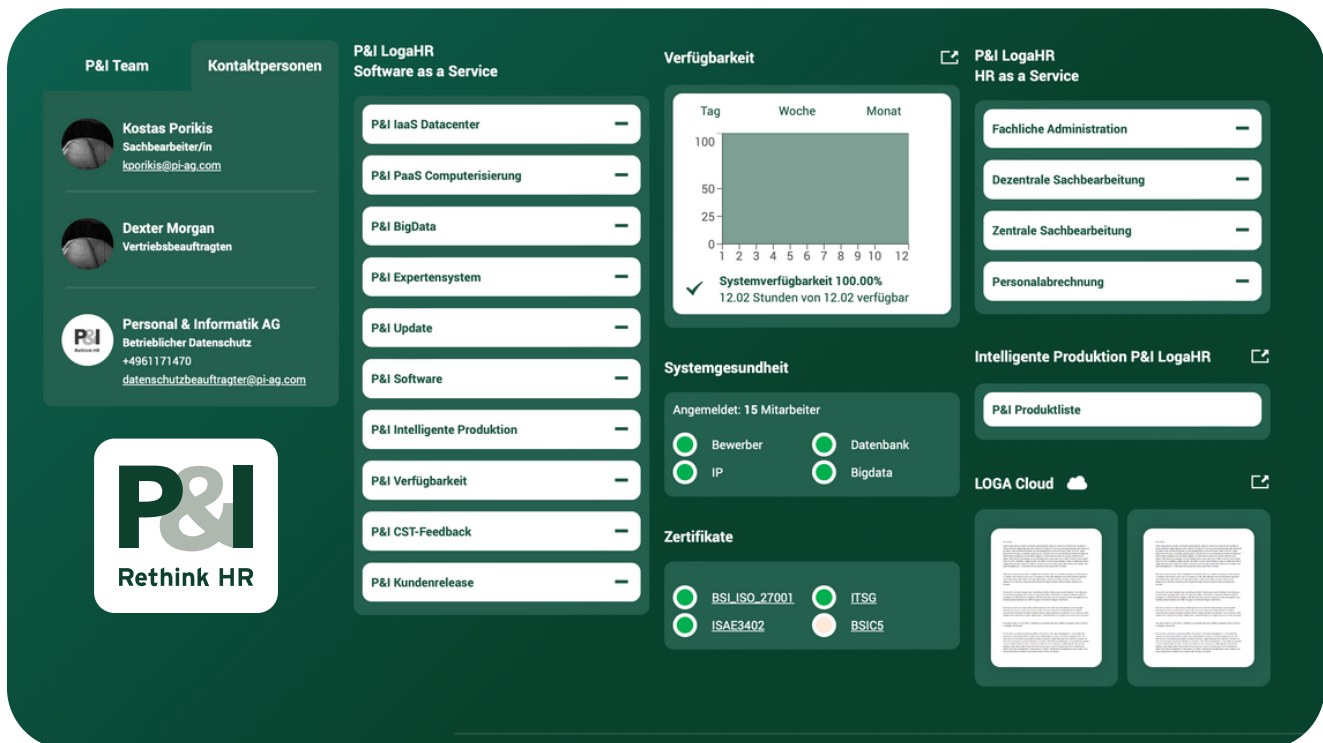 P&I Team
Kontaktpersonen
Kostas Porikis
Sachbearbeiter/in
kporikis@pi-ag.com
Dexter Morgan
Vertriebsbeauftragten
P&I
Rethink HR
Personal & Informatik AG
Betrieblicher Datenschutz
+4961171470
datenschutzbeauftragter@pi-ag.com
P&I
Rethink HR
P&I LogaHR
Software as a Service
P&I IaaS Datacenter
P&I PaaS Computerisierung
P&I BigData
P&I Expertensystem
P&I Update
P&I Software
P&I Intelligente Produktion
P&I Verfügbarkeit
P&I CST-Feedback
P&I Kundenrelease
Verfügbarkeit
Tag Woche Monat
100
50
25
0
1 2 3 4 5 6 7 8 9 10 12
Systemverfügbarkeit 100.00%
12.02 Stunden von 12.02 verfügbar
Systemgesundheit
Angemeldet: 15 Mitarbeiter
Bewerber Datenbank
IP Bigdata
Zertifikate
BSI_ISO_27001 ITSG
ISAE3402 BSIC5
P&I LogaHR
HR as a Service
Fachliche Administration
Dezentrale Sachbearbeitung
Zentrale Sachbearbeitung
Personalabrechnung
Intelligente Produktion P&I LogaHR
P&I Produktliste
LOGA Cloud